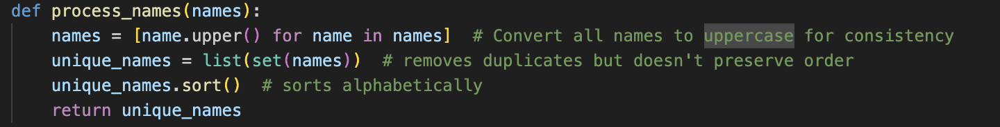 def process_names(names):
    names = [name.upper() for name in names]  # Convert all names to uppercase for consistency
    unique_names = list(set(names))  # removes duplicates but doesn't preserve order
    unique_names.sort()  # sorts alphabetically
    return unique_names